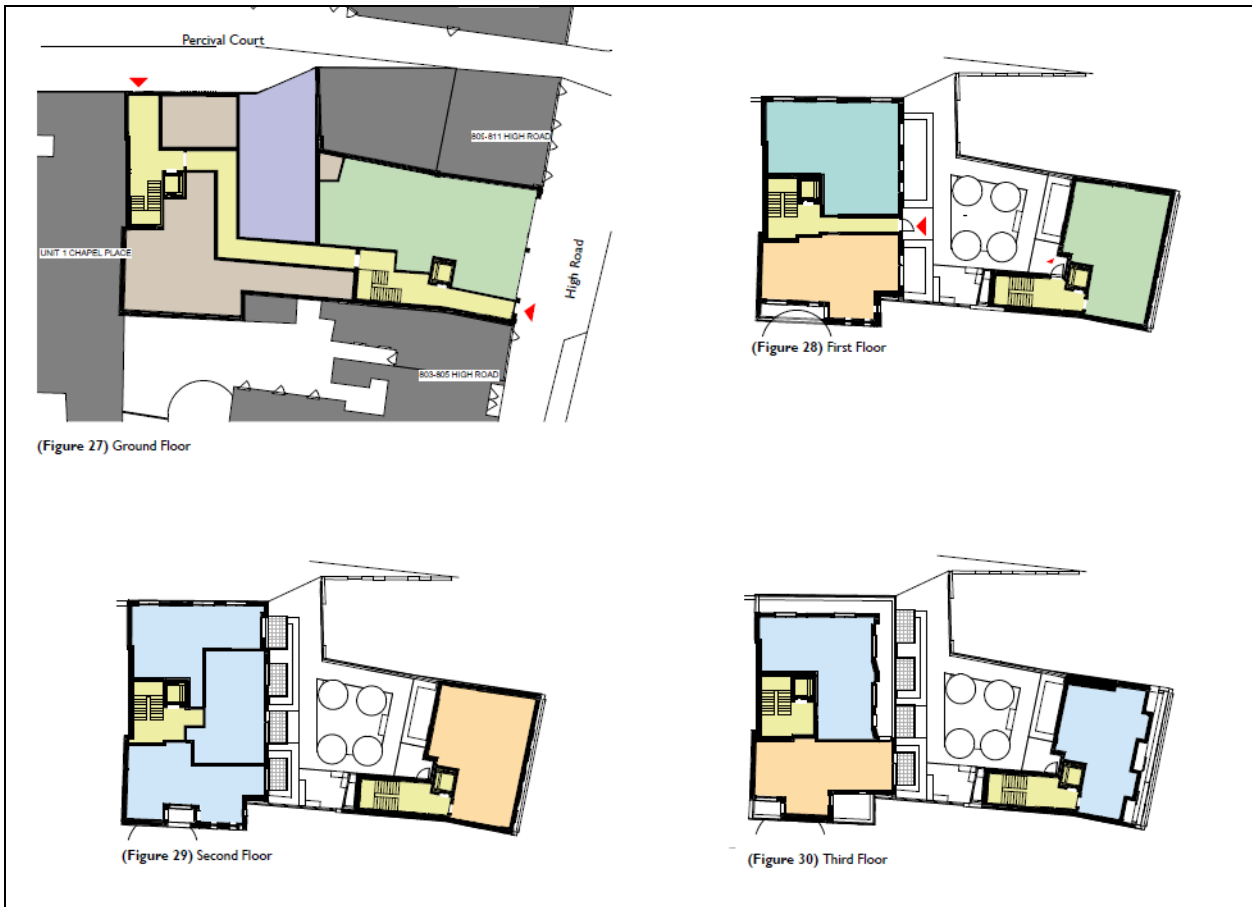 Percival Court
809-811 HIGH ROAD
UNIT 1 CHAPEL PLACE
High Road
803-805 HIGH ROAD
(Figure 27) Ground Floor
(Figure 28) First Floor
(Figure 29) Second Floor
(Figure 30) Third Floor